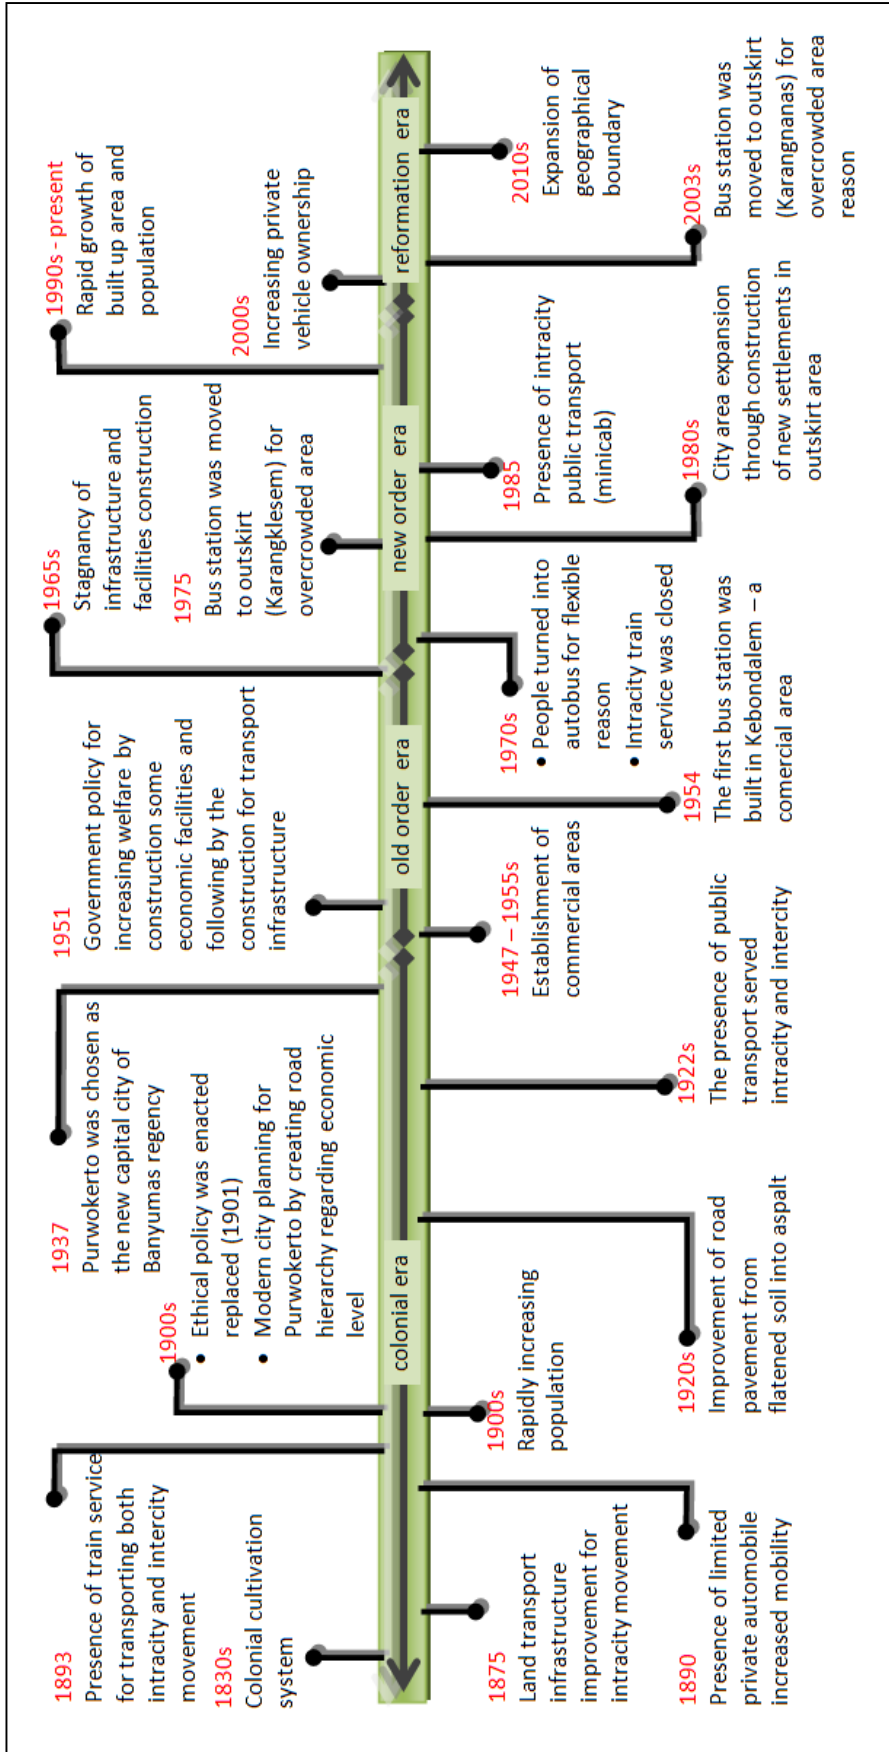 1893
Presence of train service
for transporting both
intracity and intercity
movement
1830s
Colonial cultivation
system
1900s
• Ethical policy was enacted
replaced (1901)
• Modern city planning for
Purwokerto by creating road
hierarchy regarding economic
level
1937
Purwokerto was chosen as
the new capital city of
Banyumas regency
1951
Government policy for
increasing welfare by
construction some
economic facilities and
following by the
construction for transport
infrastructure
1965s
Stagnancy of
infrastructure and
facilities construction
1975
Bus station was moved
to outskirt
(Karangklesem) for
overcrowded area
1990s - present
Rapid growth of
built up area and
population
2000s
Increasing private
vehicle ownership
colonial era
old order era
new order era
reformation era
1875
Land transport
infrastructure
improvement for
intracity movement
1890
Presence of limited
private automobile
increased mobility
1900s
Rapidly increasing
population
1920s
Improvement of road
pavement from
flatened soil into aspalt
1922s
The presence of public
transport served
intracity and intercity
1947 – 1955s
Establishment of
commercial areas
1954
The first bus station was
built in Kebondalem – a
comercial area
1970s
• People turned into
autobus for flexible
reason
• Intracity train
service was closed
1985
Presence of intracity
public transport
(minicab)
1980s
City area expansion
through construction
of new settlements in
outskirt area
2010s
Expansion of
geographical
boundary
2003s
Bus station was
moved to outskirt
(Karangnanas) for
overcrowded area
reason